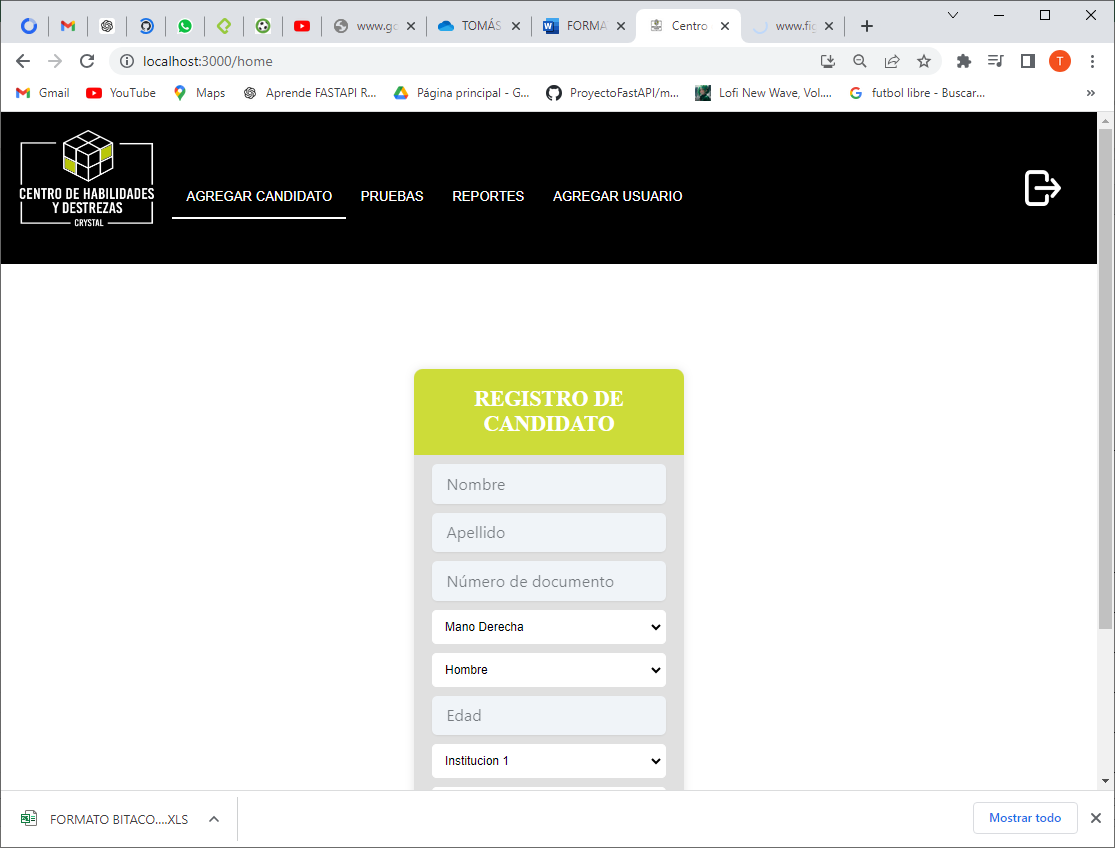 www.gc
TOMÁS
FORMA
Centro
www.fig
localhost:3000/home
T
Gmail
YouTube
Maps
Aprende FASTAPI R...
Página principal - G...
ProyectoFastAPI/m...
Lofi New Wave, Vol....
futbol libre - Buscar...
»
CENTRO DE HABILIDADES
Y DESTREZAS
CRYSTAL
AGREGAR CANDIDATO
PRUEBAS
REPORTES
AGREGAR USUARIO
REGISTRO DE
CANDIDATO
Nombre
Apellido
Número de documento
Mano Derecha
Hombre
Edad
Institucion 1
FORMATO BITACO....XLS
Mostrar todo